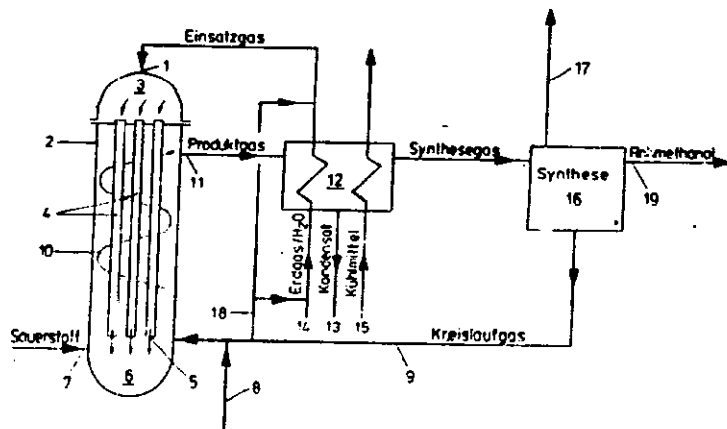 Einsatzgas
1
17
3
2
Produktgas
11
Synthesegas
Rohmethanol
19
12
Synthese
16
4
10
Erdgas/H2O
Kondensat
Kühlmittel
18
14
13
15
Sauerstoff
Kreislaufgas
7
6
5
8
9